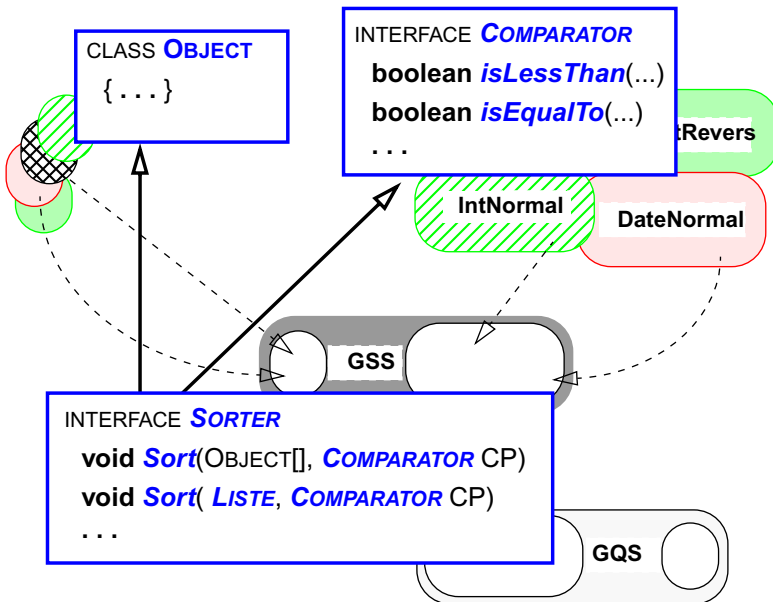 CLASS OBJECT
{ . . . }
INTERFACE COMPARATOR
boolean isLessThan(...)
boolean isEqualTo(...)
. . .
tRevers
IntNormal
DateNormal
GSS
INTERFACE SORTER
void Sort(OBJECT[], COMPARATOR CP)
void Sort( LISTE, COMPARATOR CP)
. . .
GQS